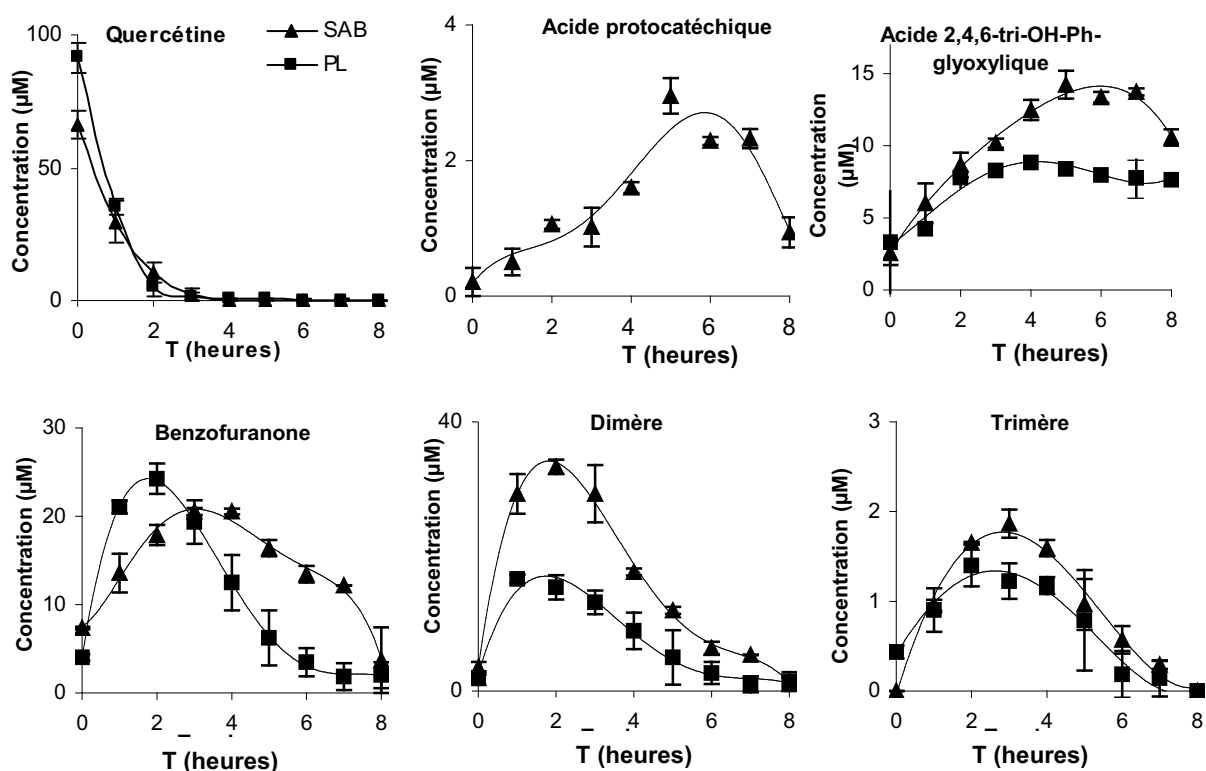 Quercétine
SAB
PL
Concentration (µM)
100
50
0
0 2 4 6 8
T (heures)
Acide protocatéchique
Concentration (µM)
4
2
0
0 2 4 6 8
T (heures)
Acide 2,4,6-tri-OH-Ph-
glyoxylique
Concentration
(µM)
15
10
5
0
0 2 4 6 8
T (heures)
Benzofuranone
Concentration (µM)
30
20
10
0
0 2 4 6 8
T (heures)
Dimère
Concentration (µM)
40
0
0 2 4 6 8
T (heures)
Trimère
Concentration (µM)
3
2
1
0
0 2 4 6 8
T (heures)